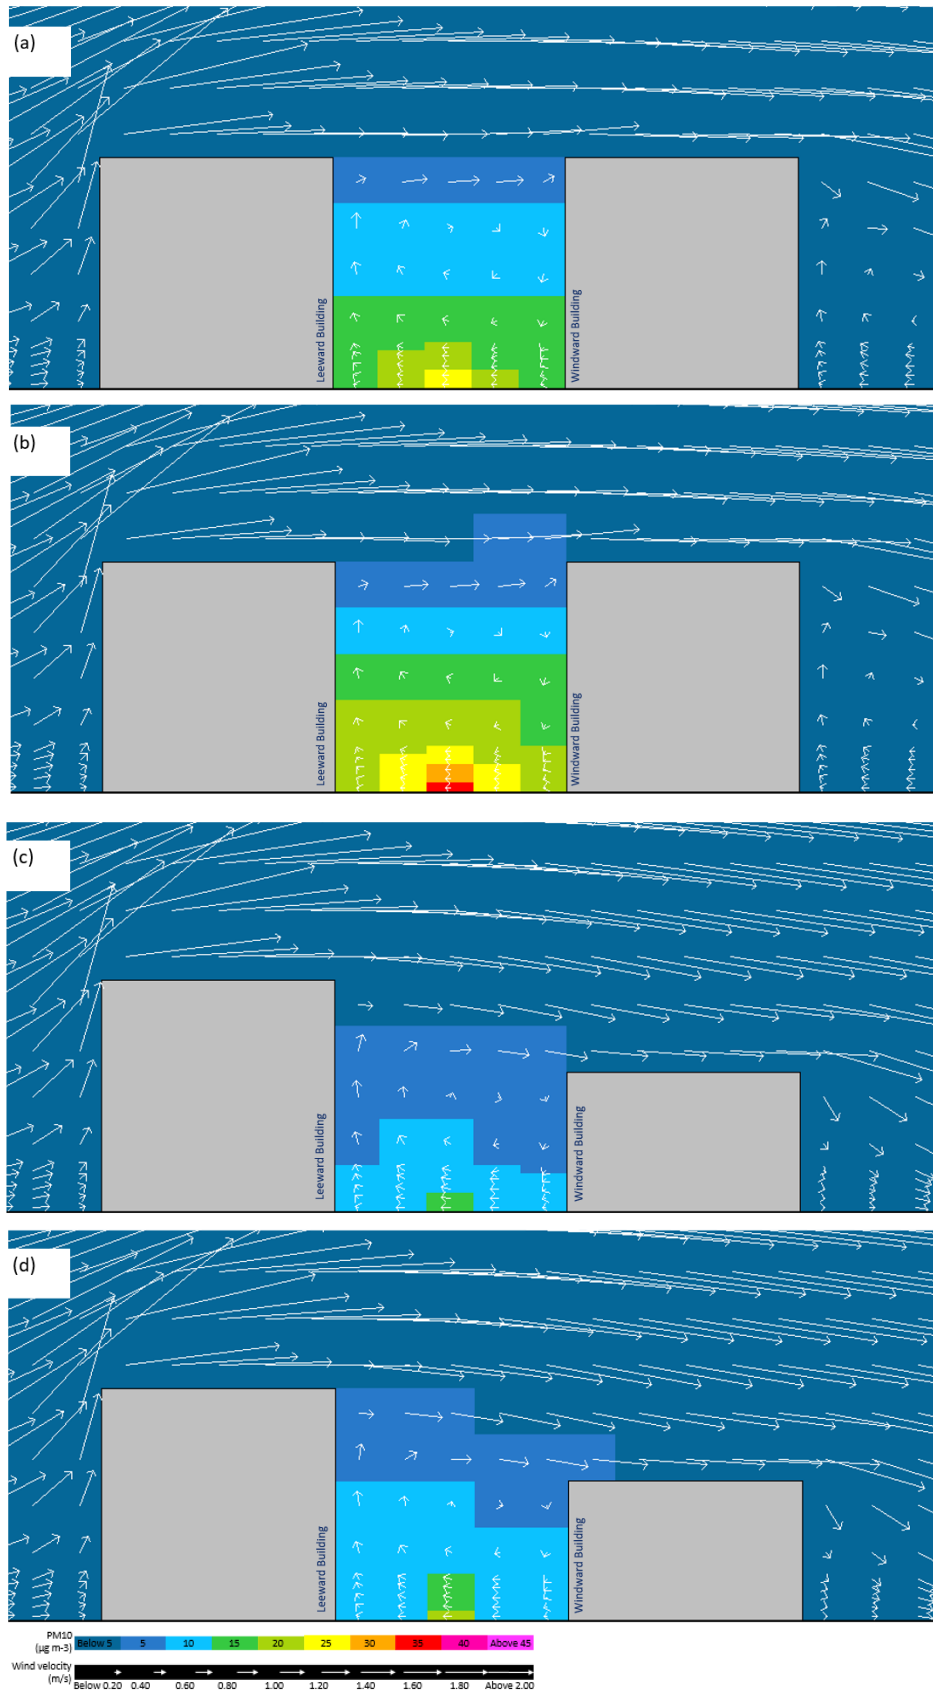 (a)
Leeward Building
Windward Building
(b)
Leeward Building
Windward Building
(c)
Leeward Building
Windward Building
(d)
Leeward Building
Windward Building
PM10
(µg m-3)
Below 5 5 10 15 20 25 30 35 40 Above 45
Wind velocity
(m/s)
Below 0.20 0.40 0.60 0.80 1.00 1.20 1.40 1.60 1.80 Above 2.00